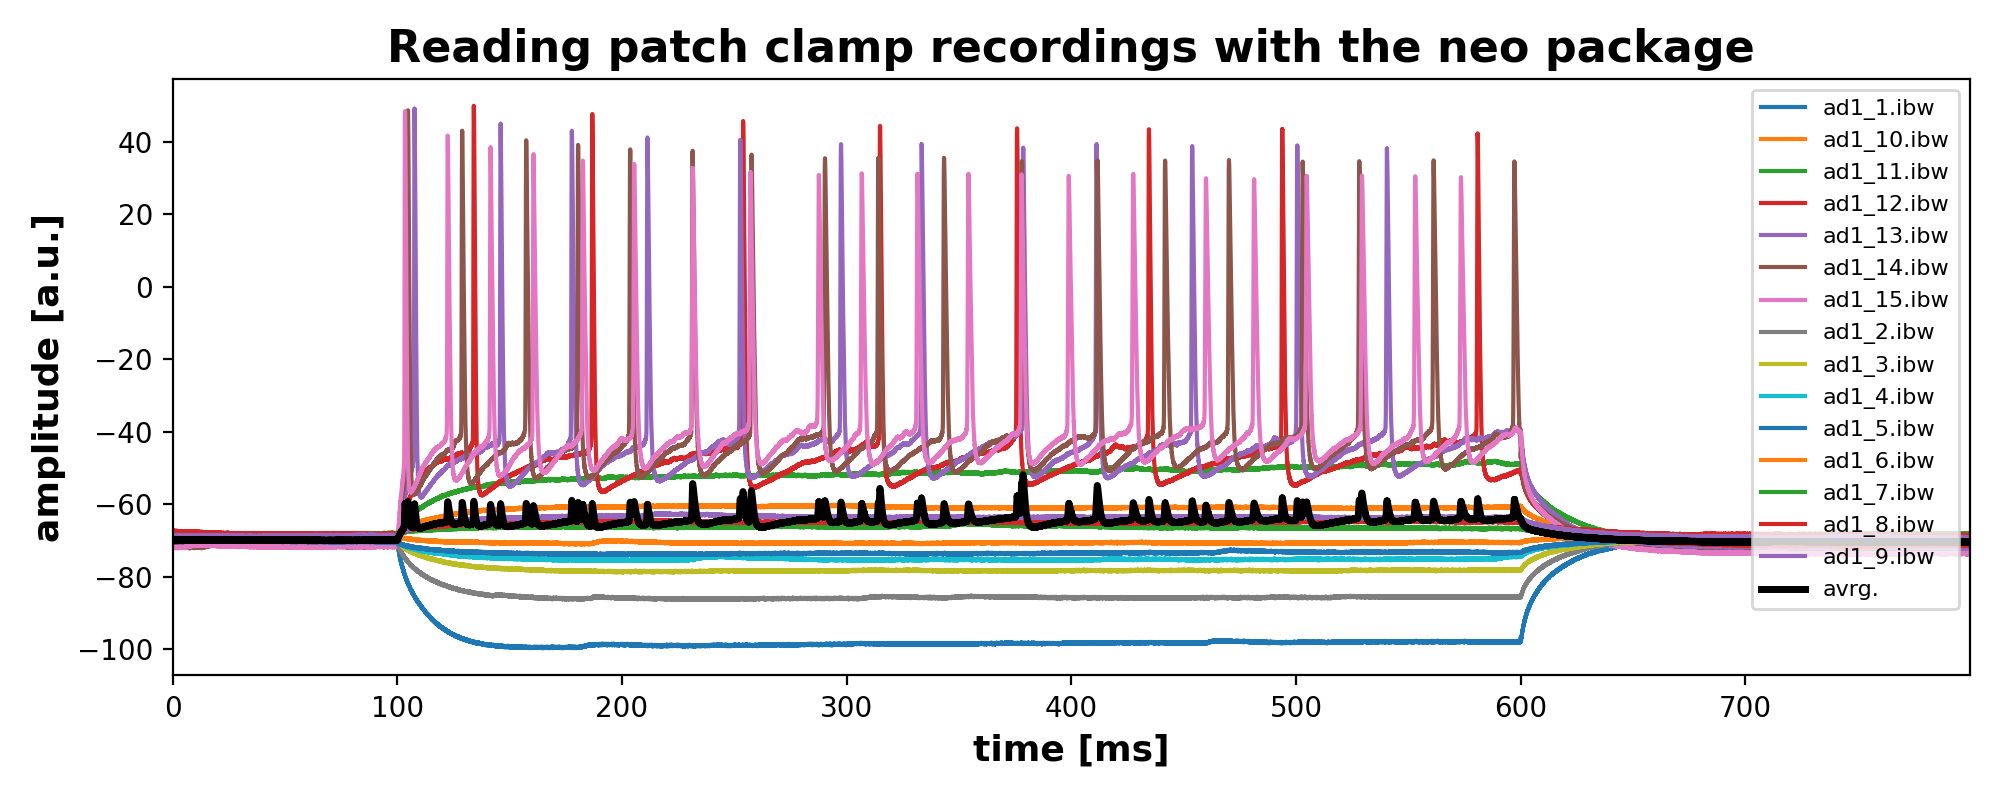 Reading patch clamp recordings with the neo package
amplitude [a.u.]
40
20
0
−20
−40
−60
−80
−100
0
100
200
300
400
500
600
700
time [ms]
ad1_1.ibw
ad1_10.ibw
ad1_11.ibw
ad1_12.ibw
ad1_13.ibw
ad1_14.ibw
ad1_15.ibw
ad1_2.ibw
ad1_3.ibw
ad1_4.ibw
ad1_5.ibw
ad1_6.ibw
ad1_7.ibw
ad1_8.ibw
ad1_9.ibw
avrg.